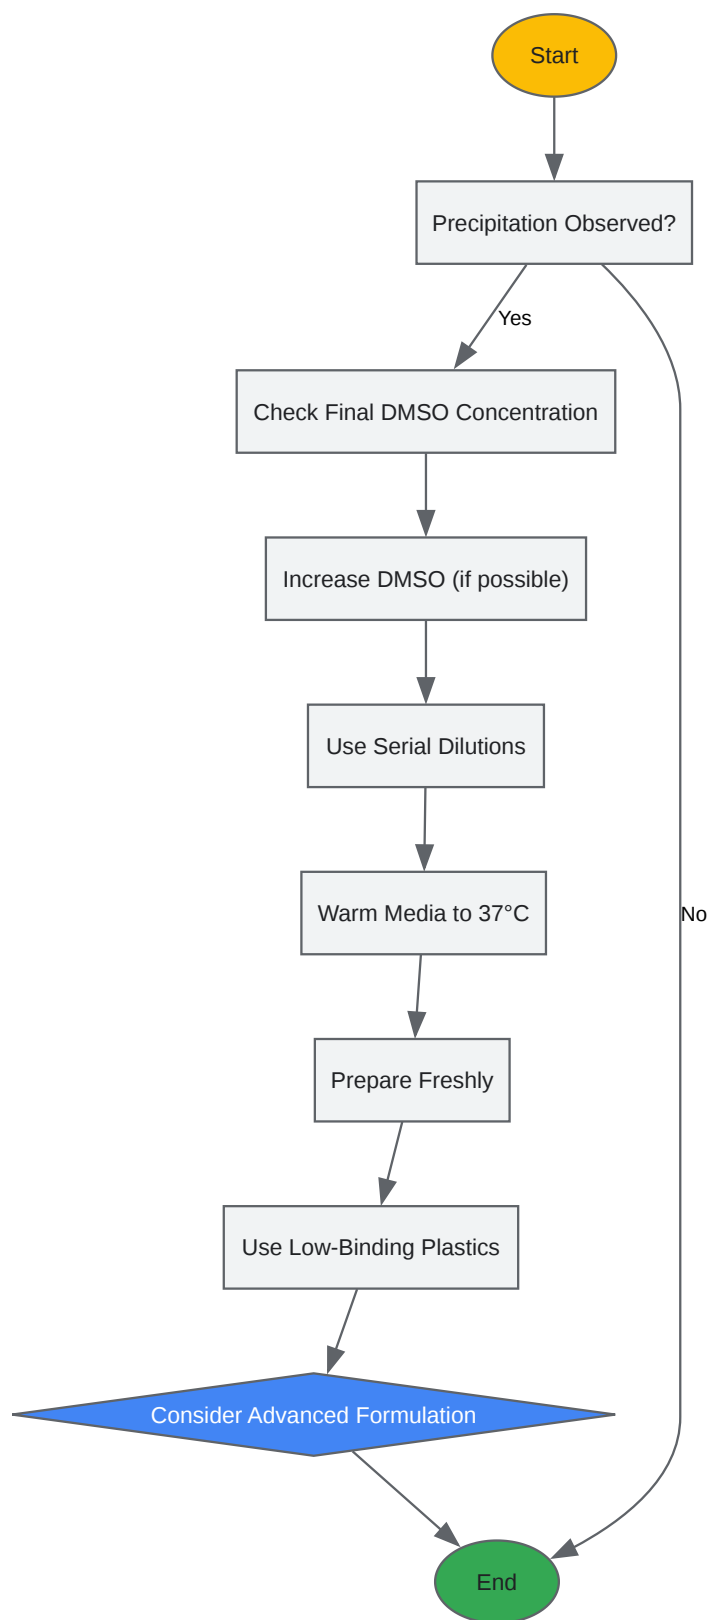 Start
Precipitation Observed?
Yes
Check Final DMSO Concentration
Increase DMSO (if possible)
Use Serial Dilutions
Warm Media to 37°C
No
Prepare Freshly
Use Low-Binding Plastics
Consider Advanced Formulation
End